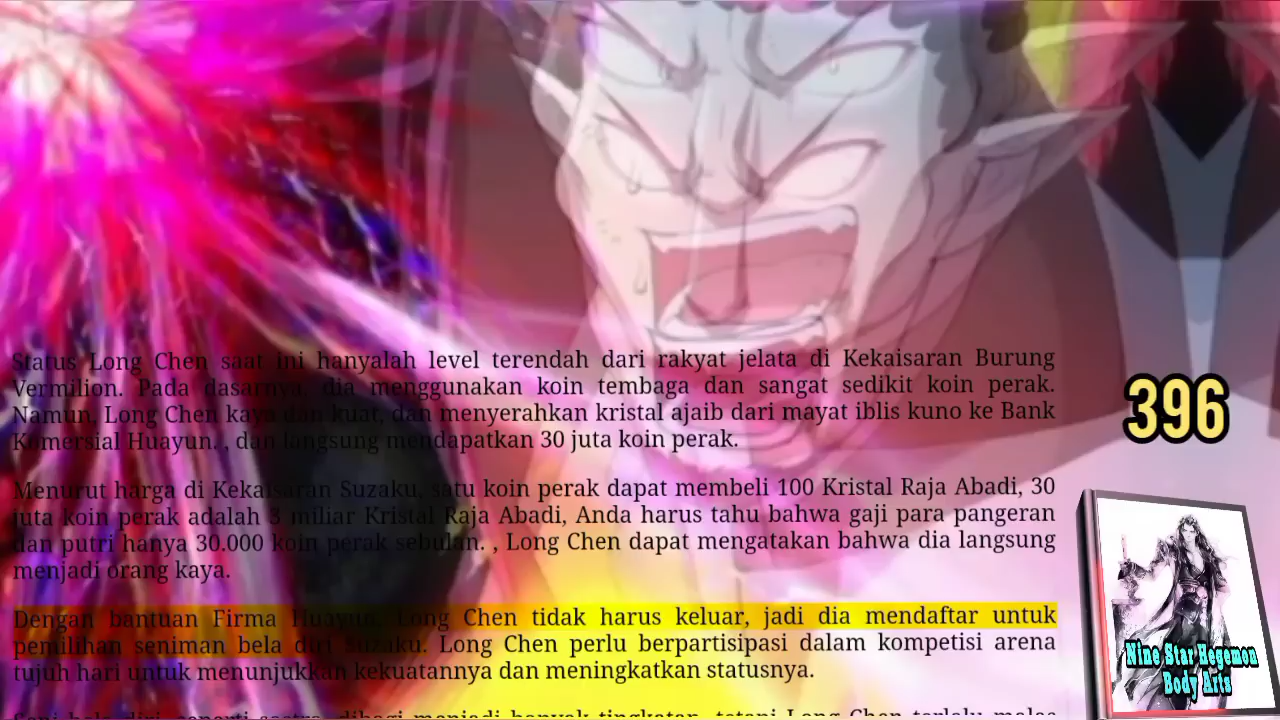 Status Long Chen saat ini hanyalah level terendah dari rakyat jelata di Kekaisaran Burung
Vermilion. Pada dasarnya, dia menggunakan koin tembaga dan sangat sedikit koin perak.
Namun, Long Chen kaya dan kuat, dan menyerahkan kristal ajaib dari mayat iblis kuno ke Bank
Komersial Huayun. , dan langsung mendapatkan 30 juta koin perak.
Menurut harga di Kekaisaran Suzaku, satu koin perak dapat membeli 100 Kristal Raja Abadi, 30
juta koin perak adalah 3 miliar Kristal Raja Abadi, Anda harus tahu bahwa gaji para pangeran
dan putri hanya 30.000 koin perak sebulan. , Long Chen dapat mengatakan bahwa dia langsung
menjadi orang kaya.
Dengan bantuan Firma Huayun, Long Chen tidak harus keluar, jadi dia mendaftar untuk
pemilihan seniman bela diri Suzaku. Long Chen perlu berpartisipasi dalam kompetisi arena
tujuh hari untuk menunjukkan kekuatannya dan meningkatkan statusnya.
396
Nine Star Hegemon
Body Arts